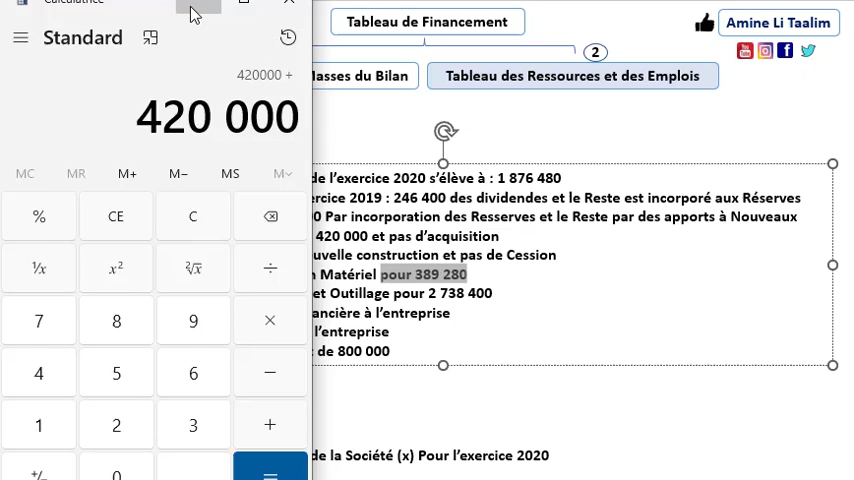 Calculatrice
Standard
420000 +
420 000
MC MR M+ M− MS M˅
% CE C
¹/x x² ²√x ÷
7 8 9 ×
4 5 6 −
1 2 3 +
+/− 0 =
Tableau de Financement
2
Masses du Bilan
Tableau des Ressources et des Emplois
Amine Li Taalim
You Tube
de l’exercice 2020 s’élève à : 1 876 480
ercice 2019 : 246 400 des dividendes et le Reste est incorporé aux Réserves
00 Par incorporation des Resserves et le Reste par des apports à Nouveaux
420 000 et pas d’acquisition
uvelle construction et pas de Cession
n Matériel pour 389 280
et Outillage pour 2 738 400
nancière à l’entreprise
l’entreprise
t de 800 000
de la Société (x) Pour l’exercice 2020